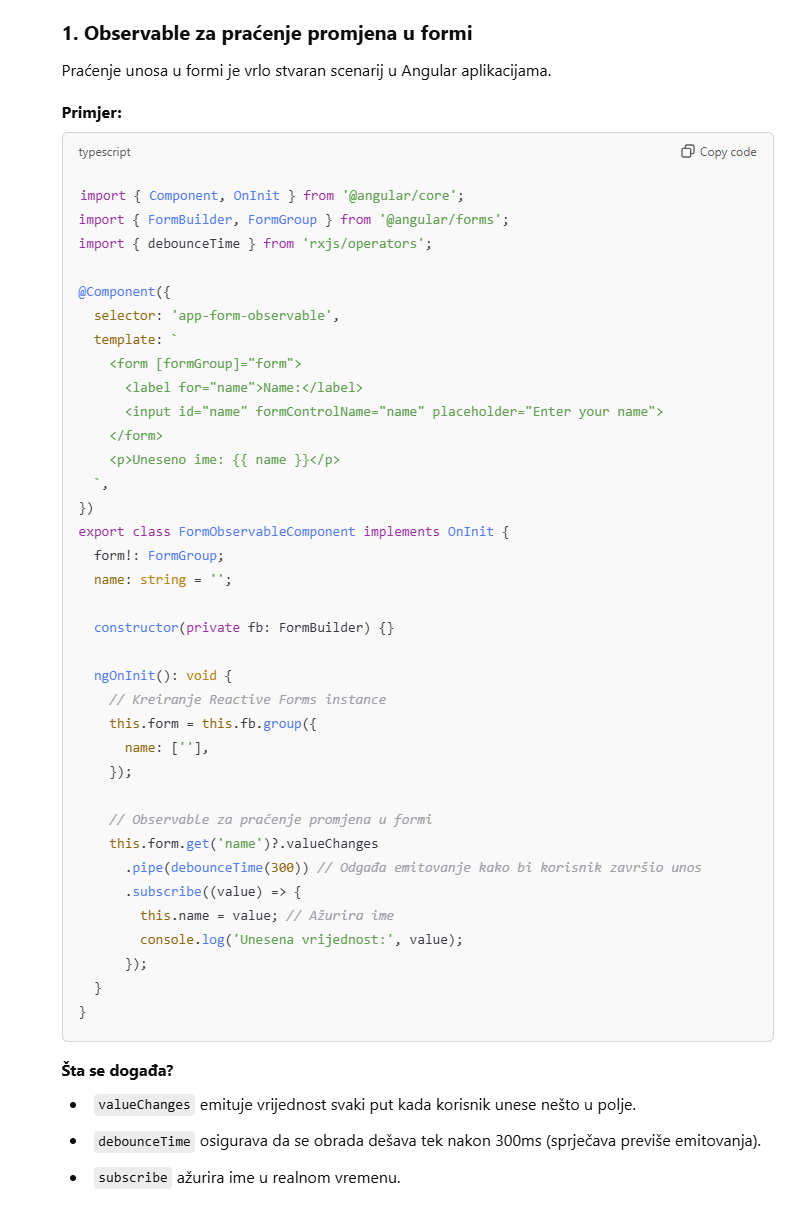 1. Observable za praćenje promjena u formi
Praćenje unosa u formi je vrlo stvaran scenarij u Angular aplikacijama.
Primjer:
typescript
Copy code
import { Component, OnInit } from '@angular/core';
import { FormBuilder, FormGroup } from '@angular/forms';
import { debounceTime } from 'rxjs/operators';

@Component({
  selector: 'app-form-observable',
  template: `
    <form [formGroup]="form">
      <label for="name">Name:</label>
      <input id="name" formControlName="name" placeholder="Enter your name">
    </form>
    <p>Uneseno ime: {{ name }}</p>
  `,
})
export class FormObservableComponent implements OnInit {
  form!: FormGroup;
  name: string = '';

  constructor(private fb: FormBuilder) {}

  ngOnInit(): void {
    // Kreiranje Reactive Forms instance
    this.form = this.fb.group({
      name: [''],
    });

    // Observable za praćenje promjena u formi
    this.form.get('name')?.valueChanges
      .pipe(debounceTime(300)) // Odgađa emitovanje kako bi korisnik završio unos
      .subscribe((value) => {
        this.name = value; // Ažurira ime
        console.log('Unesena vrijednost:', value);
      });
  }
}
Šta se događa?
• valueChanges emituje vrijednost svaki put kada korisnik unese nešto u polje.
• debounceTime osigurava da se obrada dešava tek nakon 300ms (sprječava previše emitovanja).
• subscribe ažurira ime u realnom vremenu.